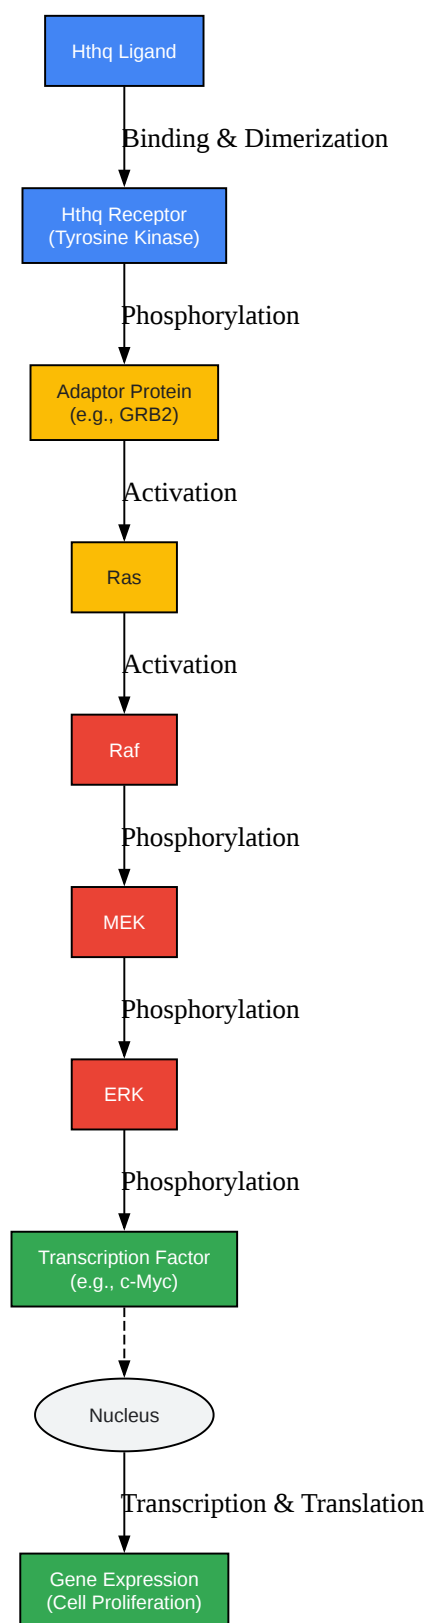 Hthq Ligand
Binding & Dimerization
Hthq Receptor
(Tyrosine Kinase)
Phosphorylation
Adaptor Protein
(e.g., GRB2)
Activation
Ras
Activation
Raf
Phosphorylation
MEK
Phosphorylation
ERK
Phosphorylation
Transcription Factor
(e.g., c-Myc)
Nucleus
Transcription & Translation
Gene Expression
(Cell Proliferation)